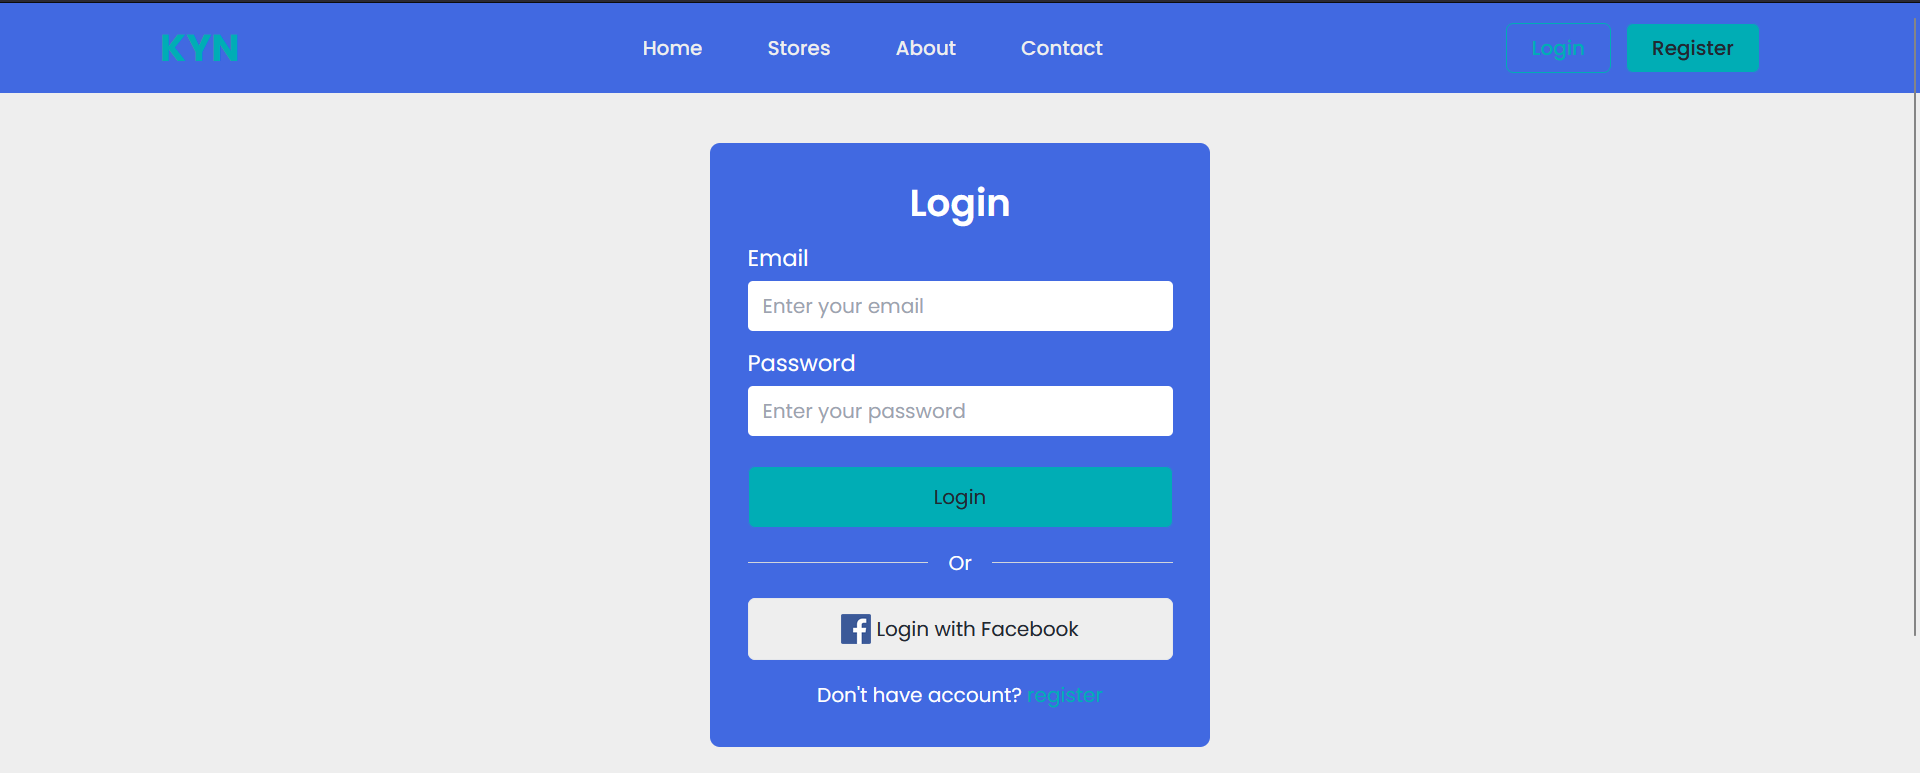 KYN Home Stores About Contact Login Register
Login
Email
Enter your email
Password
Enter your password
Login
Or
Login with Facebook
Don't have account? register